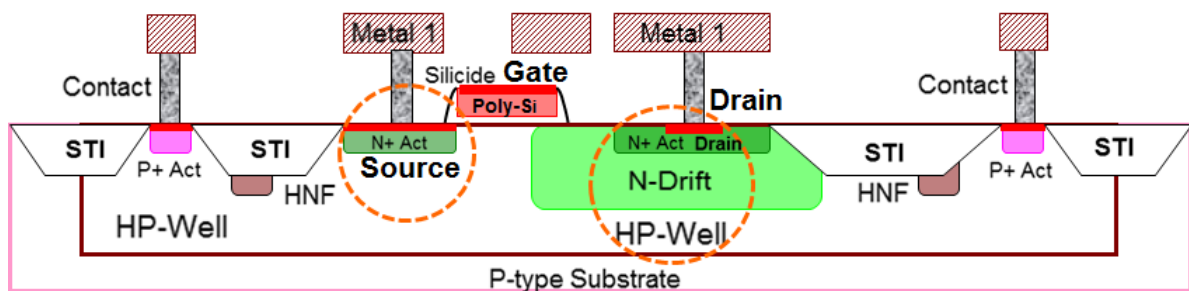 Metal 1
Metal 1
Contact
Silicide
Gate
Contact
Poly-Si
Drain
STI
P+ Act
STI
N+ Act
N+ Act Drain
STI
P+ Act
STI
Source
HNF
N-Drift
HNF
HP-Well
HP-Well
P-type Substrate